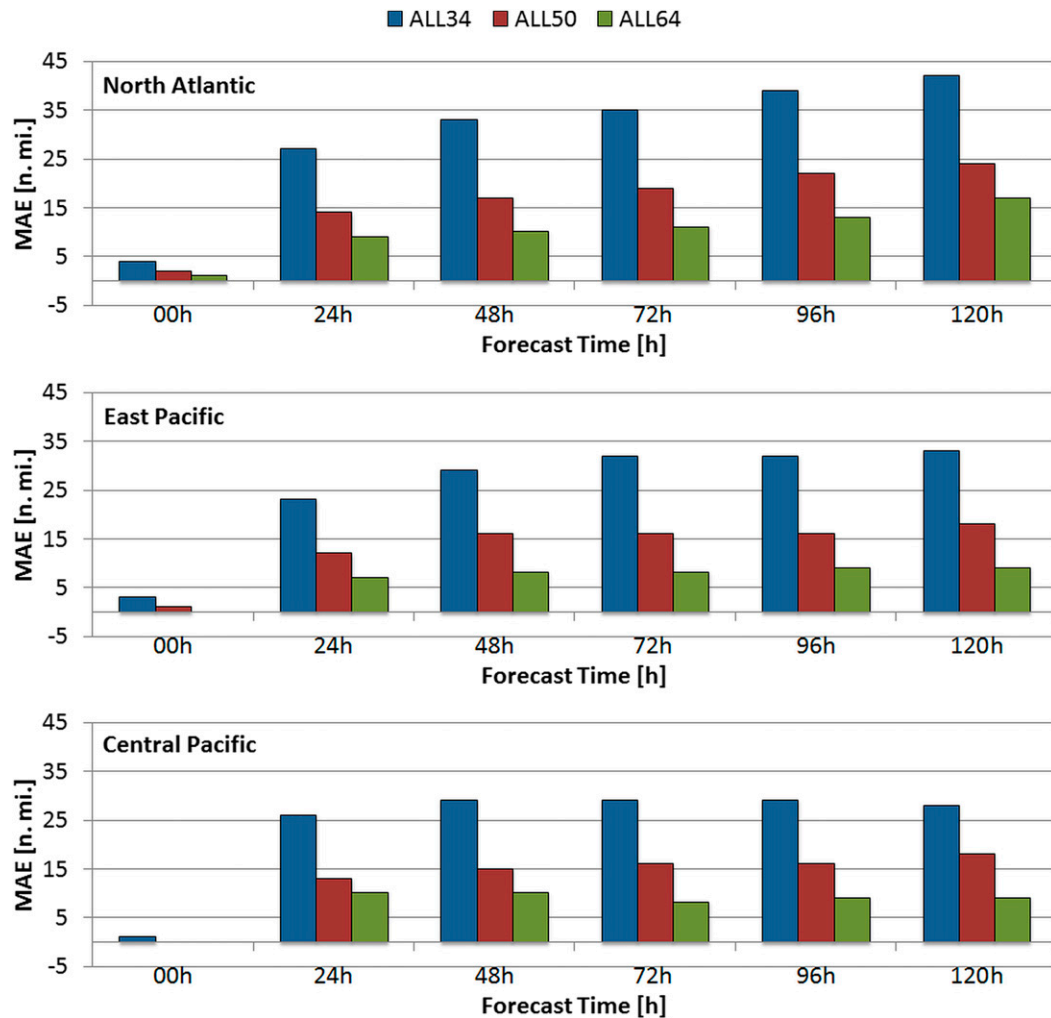 ALL34 ALL50 ALL64
45
35
25
15
5
-5
MAE [n. mi.]
North Atlantic
00h 24h 48h 72h 96h 120h
Forecast Time [h]
45
35
25
15
5
-5
MAE [n. mi.]
East Pacific
00h 24h 48h 72h 96h 120h
Forecast Time [h]
45
35
25
15
5
-5
MAE [n. mi.]
Central Pacific
00h 24h 48h 72h 96h 120h
Forecast Time [h]